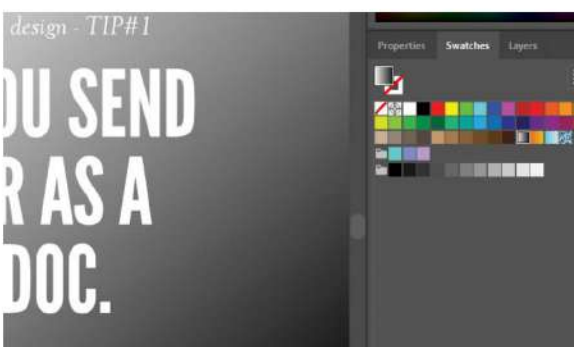 design - TIP#1
OU SEND
R AS A
DOC.
Properties Swatches Layers